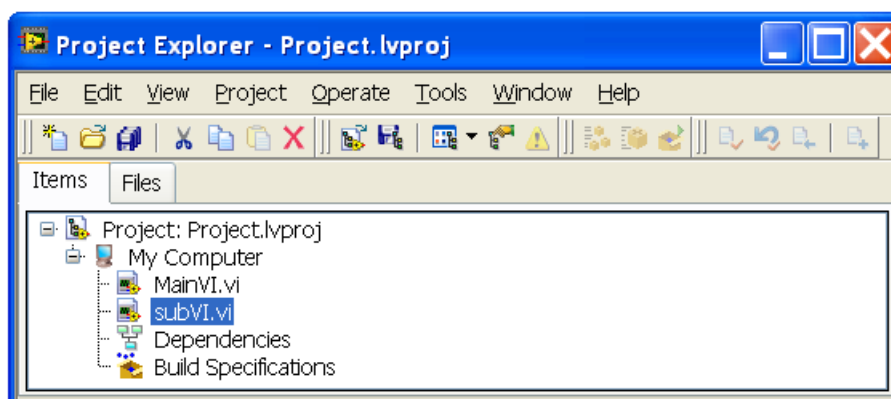 Project Explorer - Project.lvproj
File Edit View Project Operate Tools Window Help
Items Files
Project: Project.lvproj
My Computer
MainVI.vi
subVI.vi
Dependencies
Build Specifications